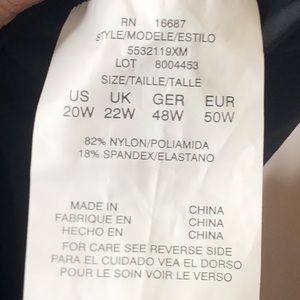 RN 16687
STYLE/MODELE/ESTILO
5532119XM
LOT 8004453
SIZE/TAILLE/TALLE
US UK GER EUR
20W 22W 48W 50W
82% NYLON/POLIAMIDA
18% SPANDEX/ELASTANO
MADE IN CHINA
FABRIQUE EN CHINA
HECHO EN CHINA
FOR CARE SEE REVERSE SIDE
PARA EL CUIDADO VEA EL DORSO
POUR LE SOIN VOIR LE VERSO